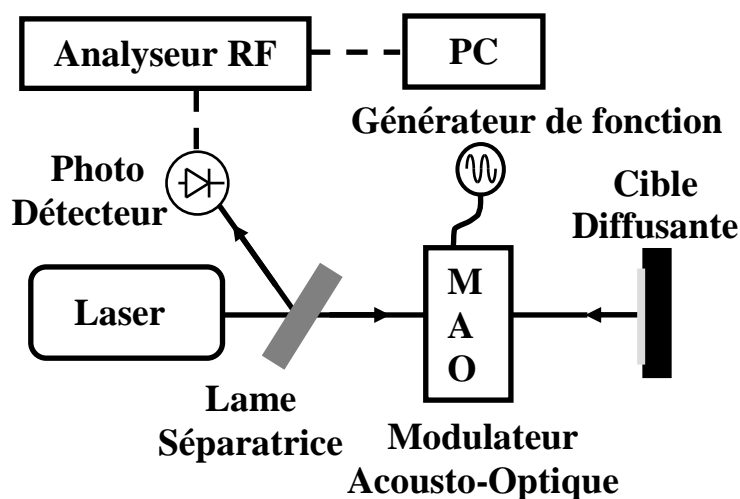 Analyseur RF
PC
Générateur de fonction
Photo
Détecteur
Cible
Diffusante
Laser
M
A
O
Lame
Séparatrice
Modulateur
Acousto-Optique